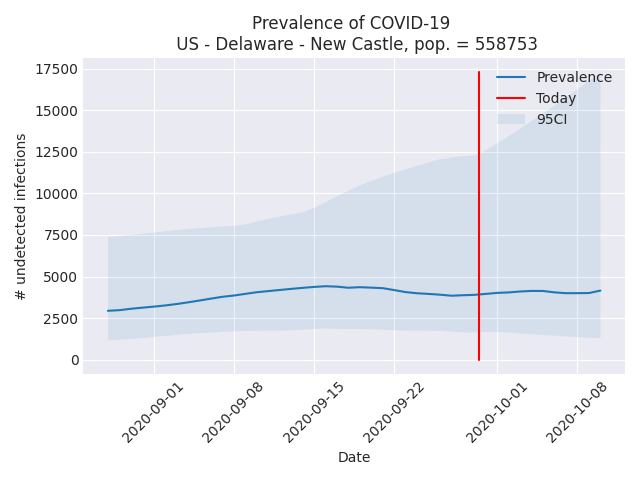 Prevalence of COVID-19
US - Delaware - New Castle, pop. = 558753
17500
15000
12500
10000
7500
5000
2500
0
# undetected infections
Prevalence
Today
95CI
2020-09-01
2020-09-08
2020-09-15
2020-09-22
2020-10-01
2020-10-08
Date